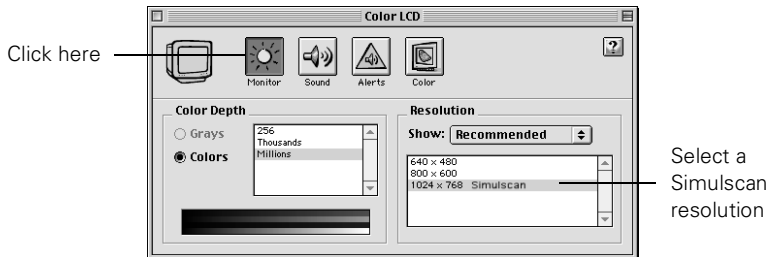 Color LCD
Click here
?
Monitor
Sound
Alerts
Color
Color Depth
Grays
Colors
256
Thousands
Millions
Resolution
Show: Recommended
640 x 480
800 x 600
1024 x 768 Simulscan
Select a
Simulscan
resolution